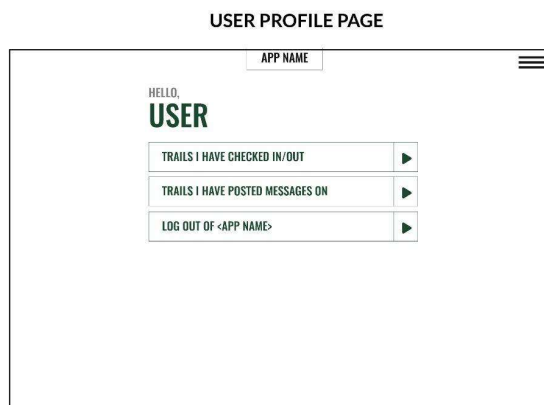 USER PROFILE PAGE
APP NAME
HELLO,
USER
TRAILS I HAVE CHECKED IN/OUT
TRAILS I HAVE POSTED MESSAGES ON
LOG OUT OF <APP NAME>